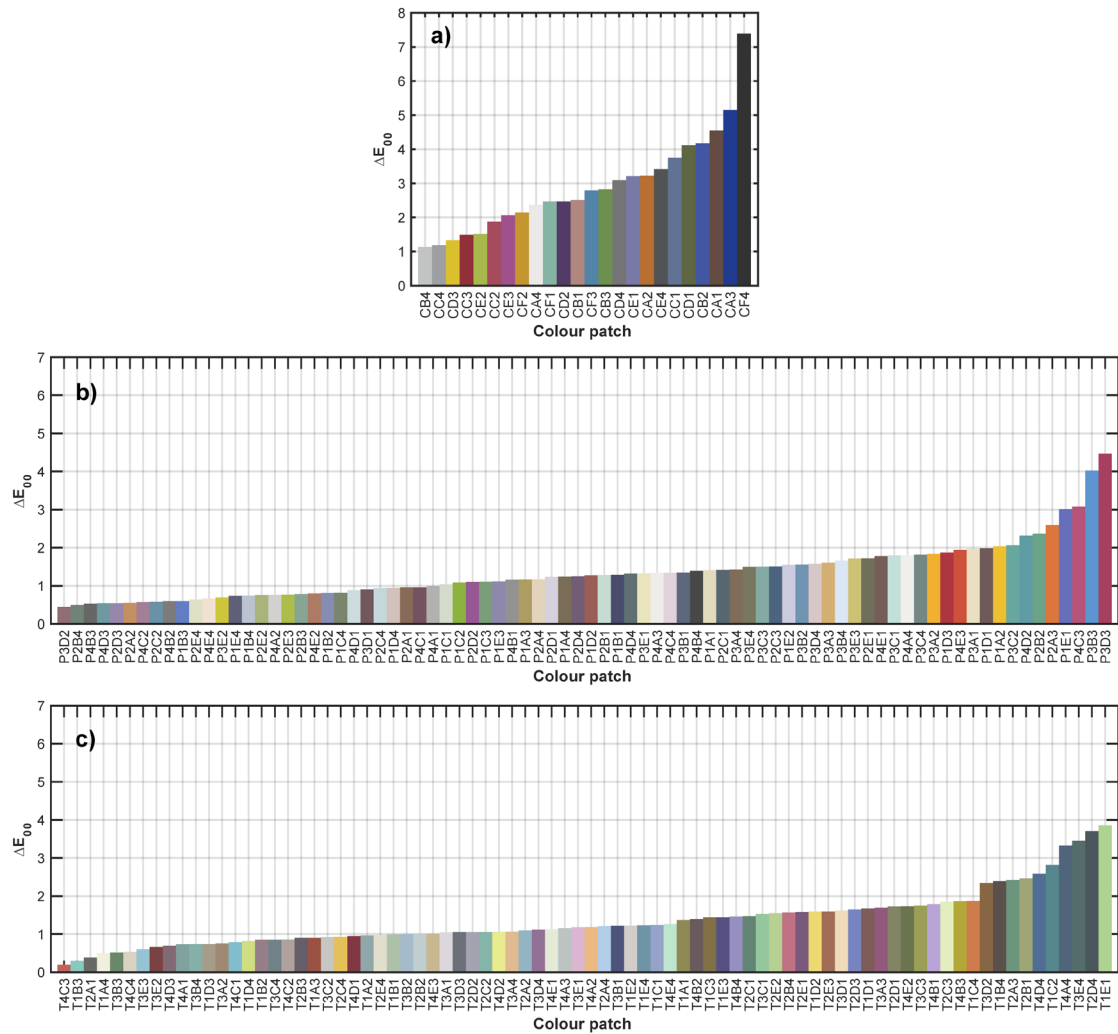 8
7
6
5
4
3
2
1
0
a)
ΔE00
CB4 CC4 CD3 CC3 CE2 CC2 CE3 CF2 CA4 CF1 CD2 CB1 CF3 CB3 CD4 CE1 CA2 CE4 CC1 CD1 CB2 CA1 CA3 CF4
Colour patch
7
6
5
4
3
2
1
0
b)
ΔE00
P3D2 P2B4 P4B3 P4D3 P2D3 P2A2 P4C2 P2C2 P4B2 P1B3 P2E4 P4E4 P3E2 P1E4 P1B4 P2E2 P4A2 P2E3 P2B3 P4E2 P1B2 P1C4 P4D1 P3D1 P2C4 P1D4 P2A1 P4C1 P4A1 P1C1 P1C2 P2D2 P1C3 P1E3 P4B1 P1A3 P2A4 P2D1 P1A4 P2D4 P1D2 P2B1 P1B1 P4D4 P3E1 P4A3 P4C4 P3B1 P4B4 P1A1 P2C1 P3A4 P3E4 P3C3 P2C3 P1E2 P3B2 P3D4 P3A3 P3B4 P3E3 P2E1 P4E1 P3C1 P4A4 P3C4 P3A2 P1D3 P4E3 P3A1 P1D1 P1A2 P3C2 P4D2 P2B2 P2A3 P1E1 P4C3 P3B3 P3D3
Colour patch
7
6
5
4
3
2
1
0
c)
ΔE00
T4C3 T1B3 T2A1 T1A4 T3B3 T4C4 T3E3 T3E2 T4D3 T4A1 T3B4 T1D3 T3A2 T4C1 T1D4 T1B2 T3C4 T4C2 T2B3 T1A3 T3C2 T2C4 T4D1 T1A2 T2E4 T1B1 T3B2 T2B2 T4E3 T3A1 T3D3 T2D2 T2C2 T4D2 T3A4 T2A2 T3D4 T4E1 T4A3 T3E1 T4A2 T2A4 T3B1 T1E2 T1E4 T1C1 T4E4 T1A1 T4B2 T1C3 T1E3 T4B4 T2C1 T3C1 T2E2 T2B4 T2E1 T1D2 T2E3 T3D1 T2D3 T1D1 T3A3 T2D1 T4E2 T3C3 T4B1 T2C3 T4B3 T1C4 T3D2 T1B4 T2A3 T2B1 T4D4 T1C2 T4A4 T3E4 T2D4 T1E1
Colour patch